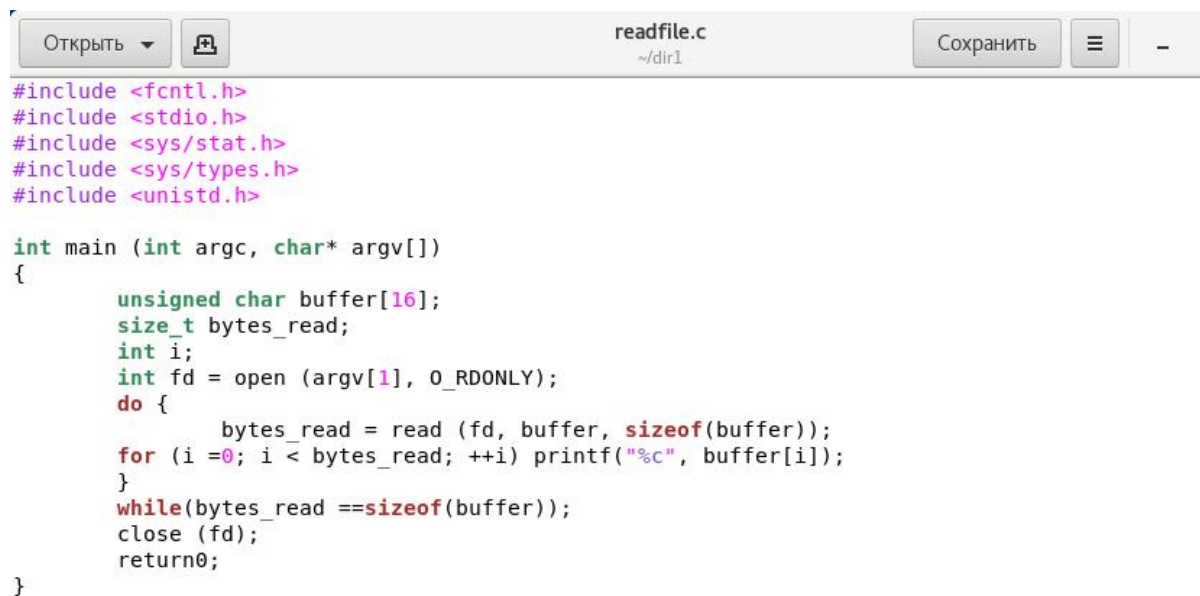 Открыть readfile.c Сохранить
~/dir1
#include <fcntl.h>
#include <stdio.h>
#include <sys/stat.h>
#include <sys/types.h>
#include <unistd.h>
int main (int argc, char* argv[])
{
unsigned char buffer[16];
size_t bytes_read;
int i;
int fd = open (argv[1], O_RDONLY);
do {
bytes_read = read (fd, buffer, sizeof(buffer));
for (i =0; i < bytes_read; ++i) printf("%c", buffer[i]);
}
while(bytes_read ==sizeof(buffer));
close (fd);
return0;
}